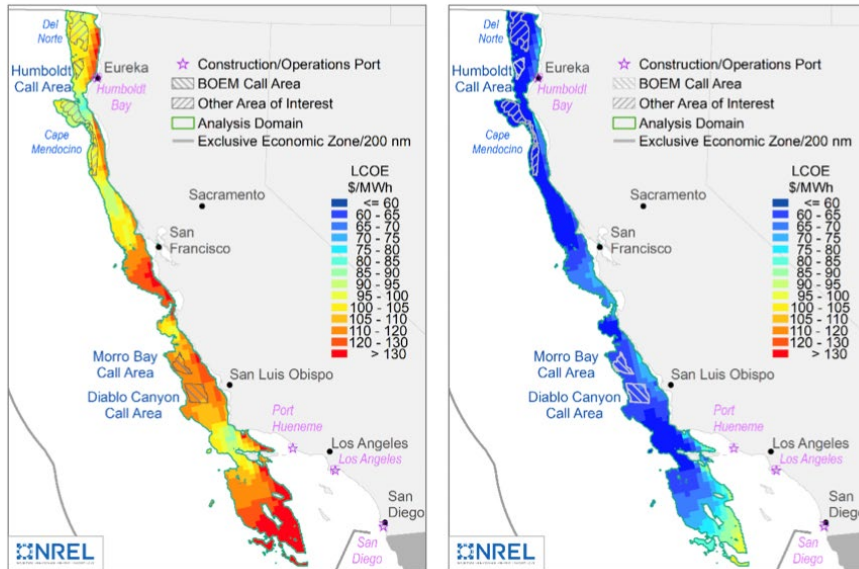 Del
Norte
Humboldt
Call Area
Eureka
Humboldt
Bay
Cape
Mendocino
Construction/Operations Port
BOEM Call Area
Other Area of Interest
Analysis Domain
Exclusive Economic Zone/200 nm
Sacramento
San
Francisco
LCOE
$/MWh
<= 60
60 - 65
65 - 70
70 - 75
75 - 80
80 - 85
85 - 90
90 - 95
95 - 100
100 - 105
105 - 110
110 - 120
120 - 130
> 130
Morro Bay
Call Area
San Luis Obispo
Diablo Canyon
Call Area
Port
Hueneme
Los Angeles
Los Angeles
San
Diego
San
Diego
NREL
Del
Norte
Humboldt
Call Area
Eureka
Humboldt
Bay
Cape
Mendocino
Construction/Operations Port
BOEM Call Area
Other Area of Interest
Analysis Domain
Exclusive Economic Zone/200 nm
Sacramento
San
Francisco
LCOE
$/MWh
<= 60
60 - 65
65 - 70
70 - 75
75 - 80
80 - 85
85 - 90
90 - 95
95 - 100
100 - 105
105 - 110
110 - 120
120 - 130
> 130
Morro Bay
Call Area
San Luis Obispo
Diablo Canyon
Call Area
Port
Hueneme
Los Angeles
Los Angeles
San
Diego
San
Diego
NREL